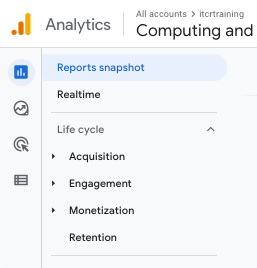 All accounts > itcrtraining
Analytics
Computing and
Reports snapshot
Realtime
Life cycle
Acquisition
Engagement
Monetization
Retention